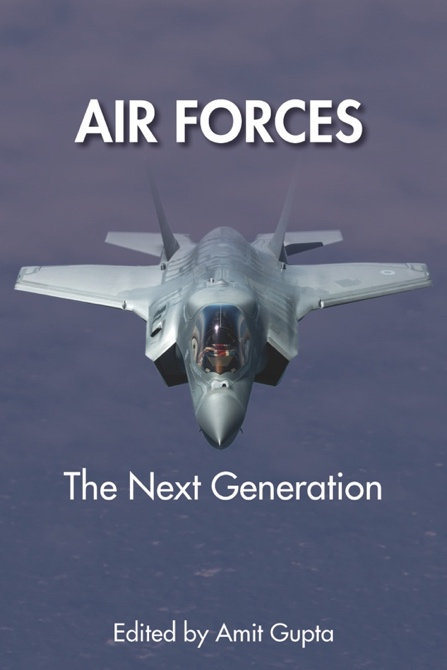 AIR FORCES
The Next Generation
Edited by Amit Gupta